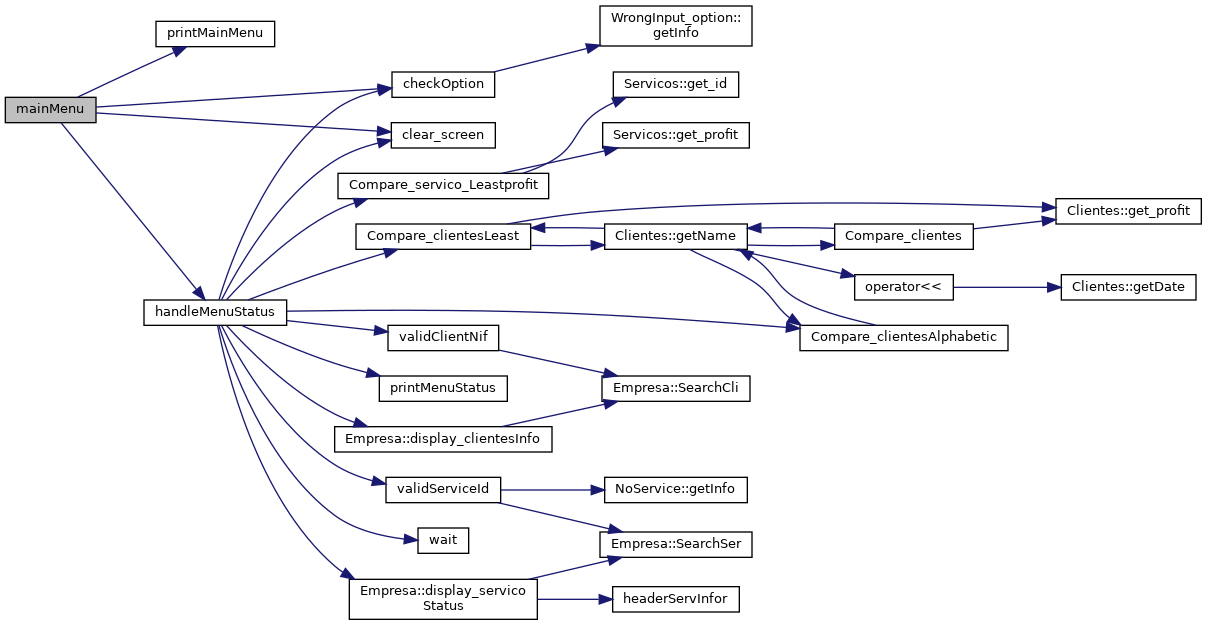 WrongInput_option::
getInfo
printMainMenu
checkOption
Servicos::get_id
mainMenu
clear_screen
Servicos::get_profit
Compare_servico_Leastprofit
Clientes::get_profit
Compare_clientesLeast
Clientes::getName
Compare_clientes
operator<<
Clientes::getDate
handleMenuStatus
validClientNif
Compare_clientesAlphabetic
printMenuStatus
Empresa::SearchCli
Empresa::display_clientesInfo
validServiceId
NoService::getInfo
wait
Empresa::SearchSer
Empresa::display_servico
Status
headerServInfor